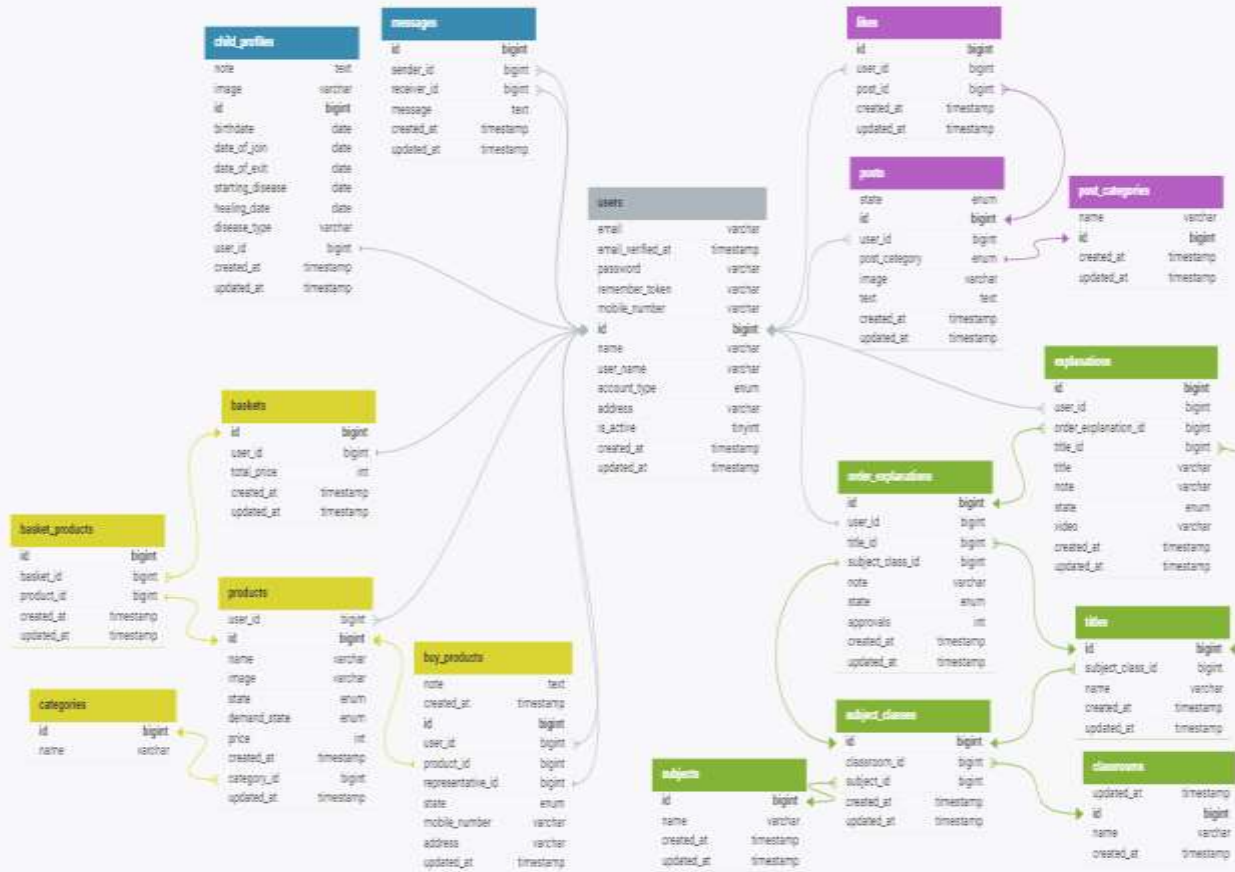 child_profiles
note text
image varchar
id bigint
birthdate date
date_of_join date
date_of_exit date
starting_disease date
healing_date date
disease_type varchar
user_id bigint
created_at timestamp
updated_at timestamp
messages
id bigint
sender_id bigint
receiver_id bigint
message text
created_at timestamp
updated_at timestamp
users
email varchar
email_verified_at timestamp
password varchar
remember_token varchar
mobile_number varchar
id bigint
name varchar
user_name varchar
account_type enum
address varchar
is_active tinyint
created_at timestamp
updated_at timestamp
likes
id bigint
user_id bigint
post_id bigint
created_at timestamp
updated_at timestamp
posts
state enum
id bigint
user_id bigint
post_category enum
image varchar
text text
created_at timestamp
updated_at timestamp
post_categories
name varchar
id bigint
created_at timestamp
updated_at timestamp
baskets
id bigint
user_id bigint
total_price int
created_at timestamp
updated_at timestamp
basket_products
id bigint
basket_id bigint
product_id bigint
created_at timestamp
updated_at timestamp
products
user_id bigint
id bigint
name varchar
image varchar
state enum
demand_state enum
price int
created_at timestamp
category_id bigint
updated_at timestamp
categories
id bigint
name varchar
buy_products
note text
created_at timestamp
id bigint
user_id bigint
product_id bigint
representative_id bigint
state enum
mobile_number varchar
address varchar
updated_at timestamp
explanations
id bigint
user_id bigint
order_explanation_id bigint
title_id bigint
title varchar
note varchar
state enum
video varchar
created_at timestamp
updated_at timestamp
order_explanations
id bigint
user_id bigint
title_id bigint
subject_class_id bigint
note varchar
state enum
approvals int
created_at timestamp
updated_at timestamp
titles
id bigint
subject_class_id bigint
name varchar
created_at timestamp
updated_at timestamp
subject_classes
id bigint
classroom_id bigint
subject_id bigint
created_at timestamp
updated_at timestamp
subjects
id bigint
name varchar
created_at timestamp
updated_at timestamp
classrooms
updated_at timestamp
id bigint
name varchar
created_at timestamp